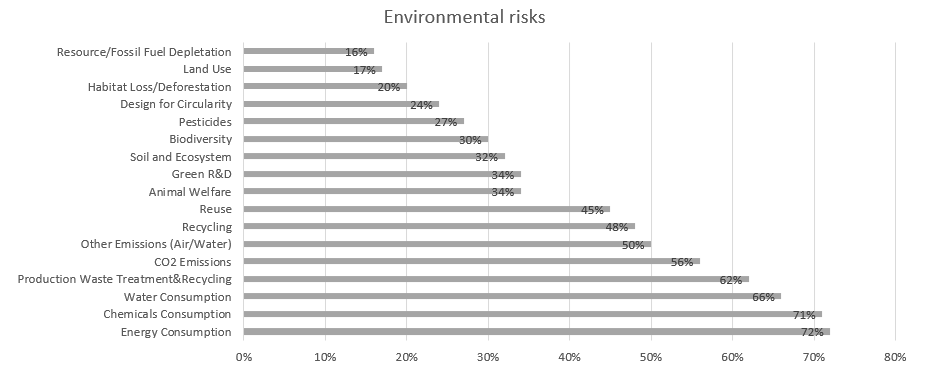 Environmental risks
Resource/Fossil Fuel Depletation 16%
Land Use 17%
Habitat Loss/Deforestation 20%
Design for Circularity 24%
Pesticides 27%
Biodiversity 30%
Soil and Ecosystem 32%
Green R&D 34%
Animal Welfare 34%
Reuse 45%
Recycling 48%
Other Emissions (Air/Water) 50%
CO2 Emissions 56%
Production Waste Treatment&Recycling 62%
Water Consumption 66%
Chemicals Consumption 71%
Energy Consumption 72%
0% 10% 20% 30% 40% 50% 60% 70% 80%